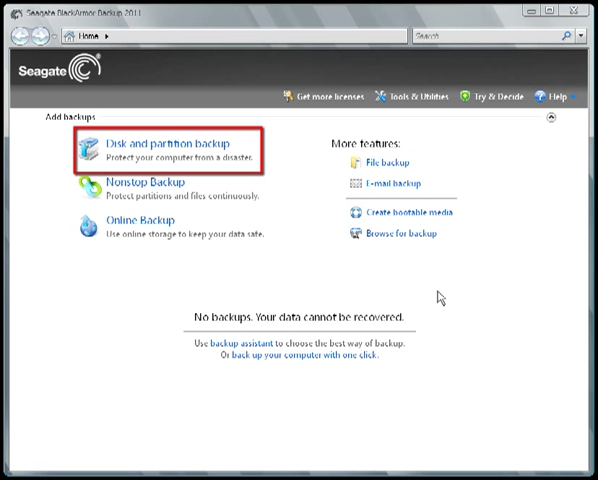 Seagate BlackArmor Backup 2011
Home
Search
Seagate
Get more licenses
Tools & Utilities
Try & Decide
Help
Add backups
Disk and partition backup
Protect your computer from a disaster.
Nonstop Backup
Protect partitions and files continuously.
Online Backup
Use online storage to keep your data safe.
More features:
File backup
E-mail backup
Create bootable media
Browse for backup
No backups. Your data cannot be recovered.
Use backup assistant to choose the best way of backup.
Or back up your computer with one click.